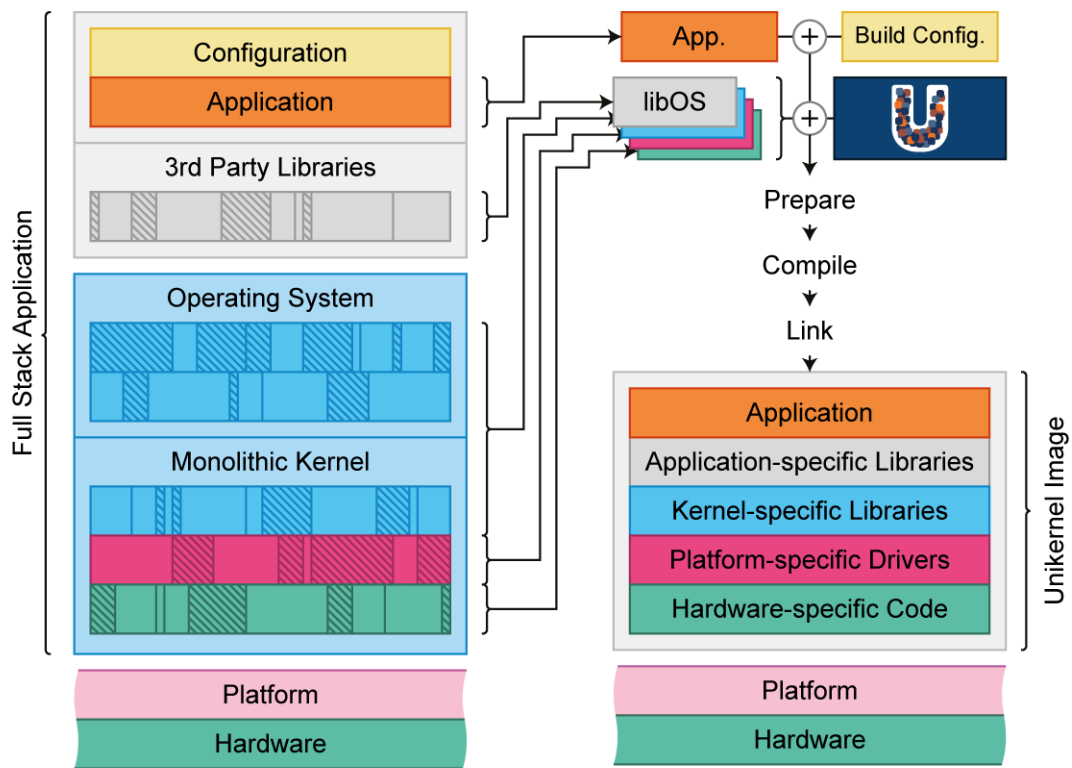 Full Stack Application
Configuration
Application
3rd Party Libraries
Operating System
Monolithic Kernel
Platform
Hardware
App.
Build Config.
libOS
U
Prepare
Compile
Link
Application
Application-specific Libraries
Kernel-specific Libraries
Platform-specific Drivers
Hardware-specific Code
Unikernel Image
Platform
Hardware